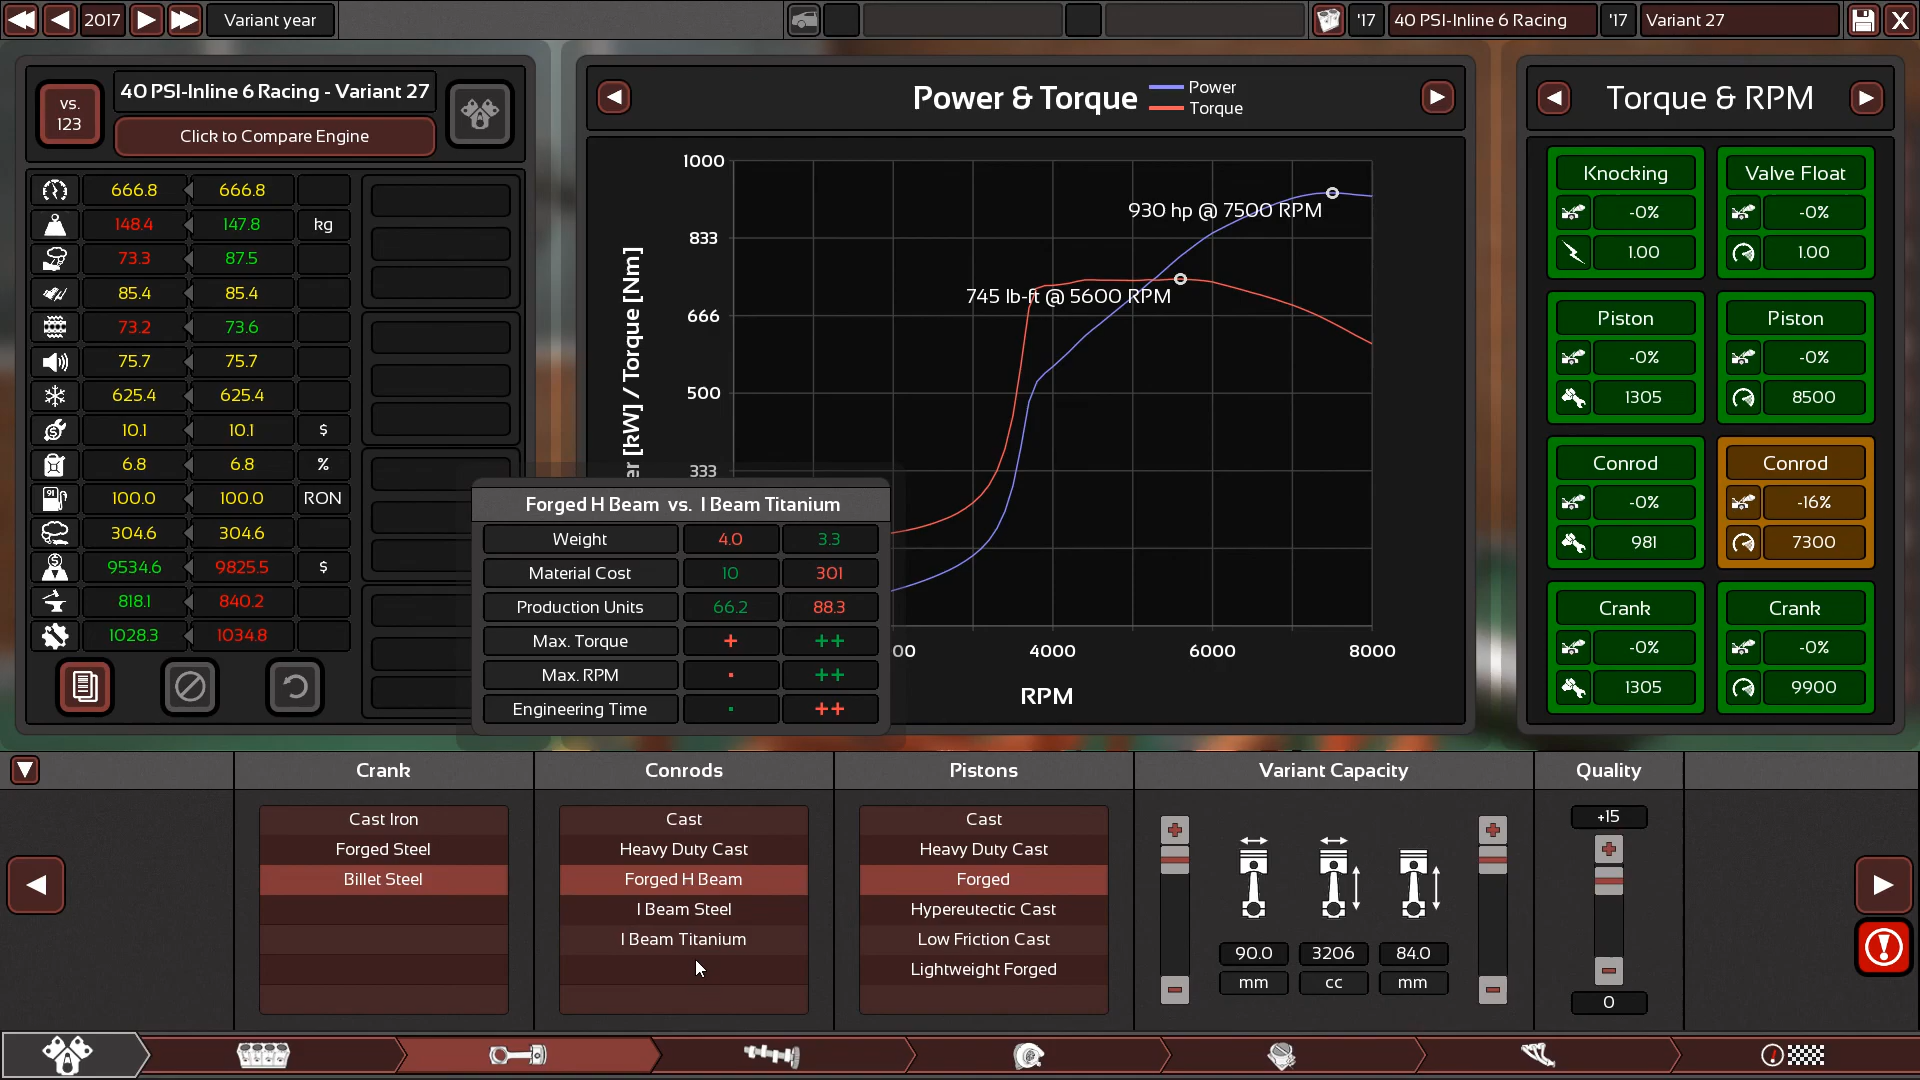 2017
Variant year
'17
40 PSI-Inline 6 Racing
'17
Variant 27
X
vs.
123
40 PSI-Inline 6 Racing - Variant 27
Click to Compare Engine
666.8 666.8
148.4 147.8 kg
73.3 87.5
85.4 85.4
73.2 73.6
75.7 75.7
625.4 625.4
10.1 10.1 $
6.8 6.8 %
91
100.0 100.0 RON
304.6 304.6
9534.6 9825.5 $
818.1 840.2
1028.3 1034.8
Power & Torque
Power
Torque
er [kW] / Torque [Nm]
1000
833
666
500
333
930 hp @ 7500 RPM
745 lb-ft @ 5600 RPM
00 4000 6000 8000
RPM
Forged H Beam vs. I Beam Titanium
Weight 4.0 3.3
Material Cost 10 301
Production Units 66.2 88.3
Max. Torque + ++
Max. RPM · ++
Engineering Time · ++
Torque & RPM
Knocking Valve Float
-0% -0%
1.00 1.00
Piston Piston
-0% -0%
1305 8500
Conrod Conrod
-0% -16%
981 7300
Crank Crank
-0% -0%
1305 9900
Crank
Cast Iron
Forged Steel
Billet Steel
Conrods
Cast
Heavy Duty Cast
Forged H Beam
I Beam Steel
I Beam Titanium
Pistons
Cast
Heavy Duty Cast
Forged
Hypereutectic Cast
Low Friction Cast
Lightweight Forged
Variant Capacity
90.0 3206 84.0
mm cc mm
Quality
+15
0